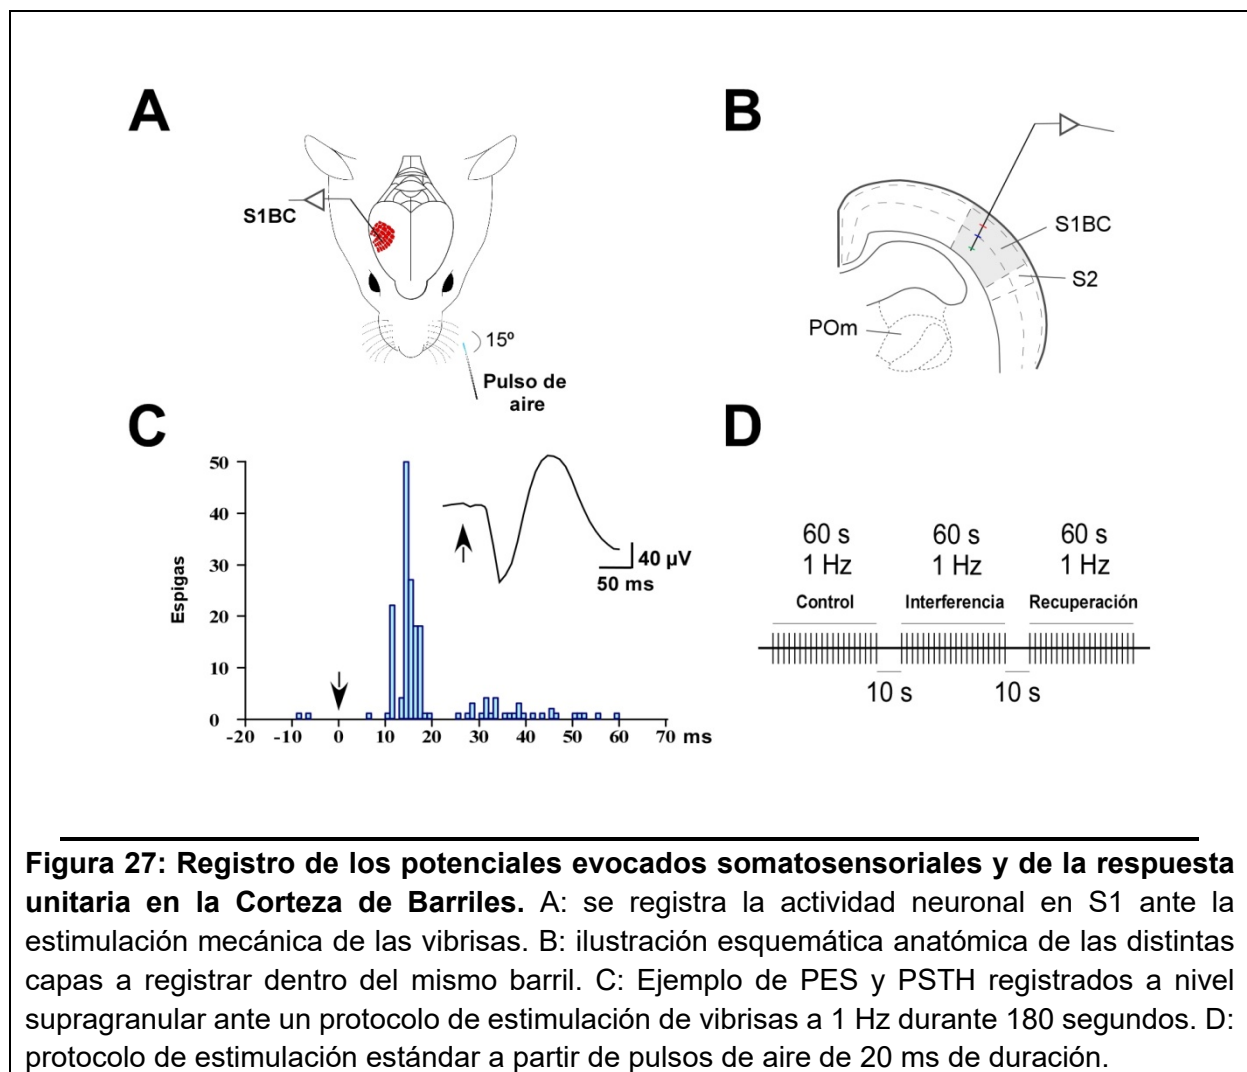 A
S1BC
15º
Pulso de
aire
B
S1BC
S2
POm
C
50
40
30
20
10
0
Espigas
-20 -10 0 10 20 30 40 50 60 70 ms
40 µV
50 ms
D
60 s 60 s 60 s
1 Hz 1 Hz 1 Hz
Control Interferencia Recuperación
10 s 10 s
Figura 27: Registro de los potenciales evocados somatosensoriales y de la respuesta
unitaria en la Corteza de Barriles. A: se registra la actividad neuronal en S1 ante la
estimulación mecánica de las vibrisas. B: ilustración esquemática anatómica de las distintas
capas a registrar dentro del mismo barril. C: Ejemplo de PES y PSTH registrados a nivel
supragranular ante un protocolo de estimulación de vibrisas a 1 Hz durante 180 segundos. D:
protocolo de estimulación estándar a partir de pulsos de aire de 20 ms de duración.